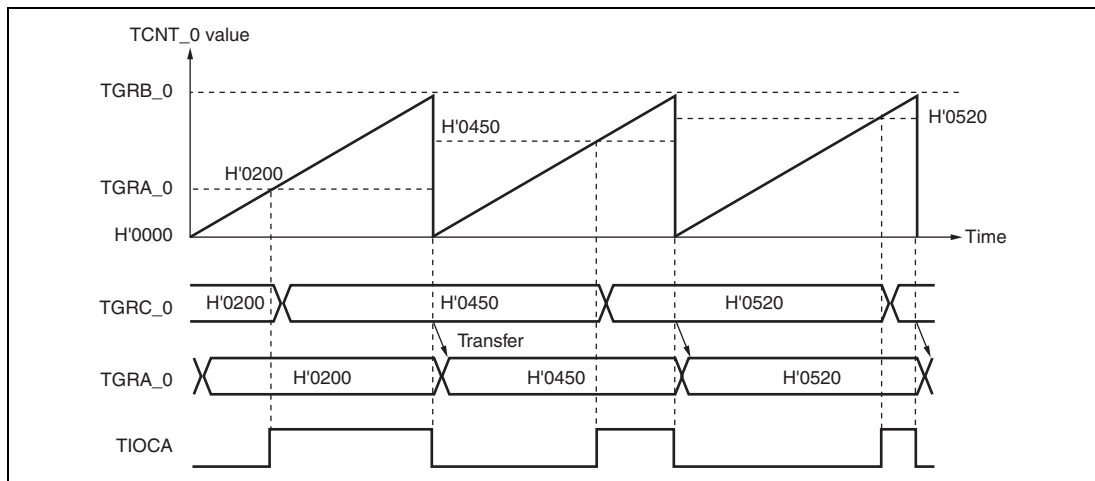 TCNT_0 value
TGRB_0
H'0520
H'0450
H'0200
TGRA_0
H'0000
Time
H'0200
H'0450
H'0520
TGRC_0
Transfer
H'0200
H'0450
H'0520
TGRA_0
TIOCA